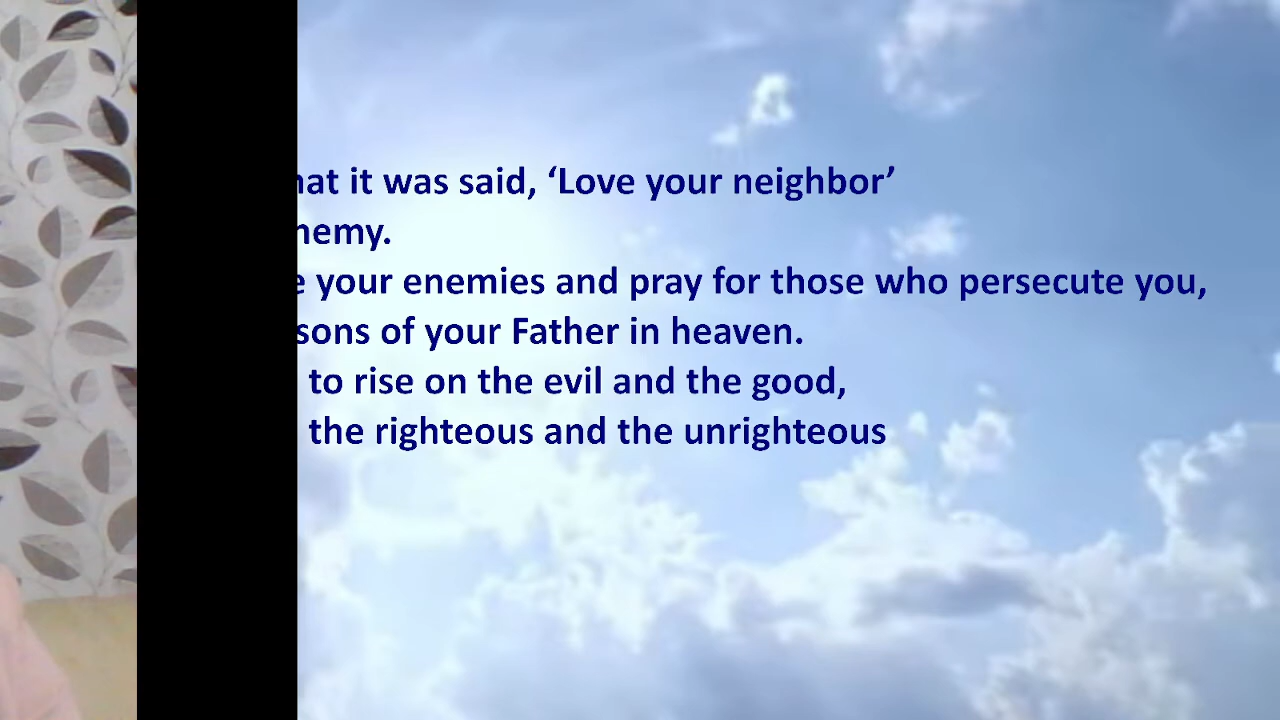 hat it was said, ‘Love your neighbor’
nemy.
e your enemies and pray for those who persecute you,
sons of your Father in heaven.
to rise on the evil and the good,
the righteous and the unrighteous